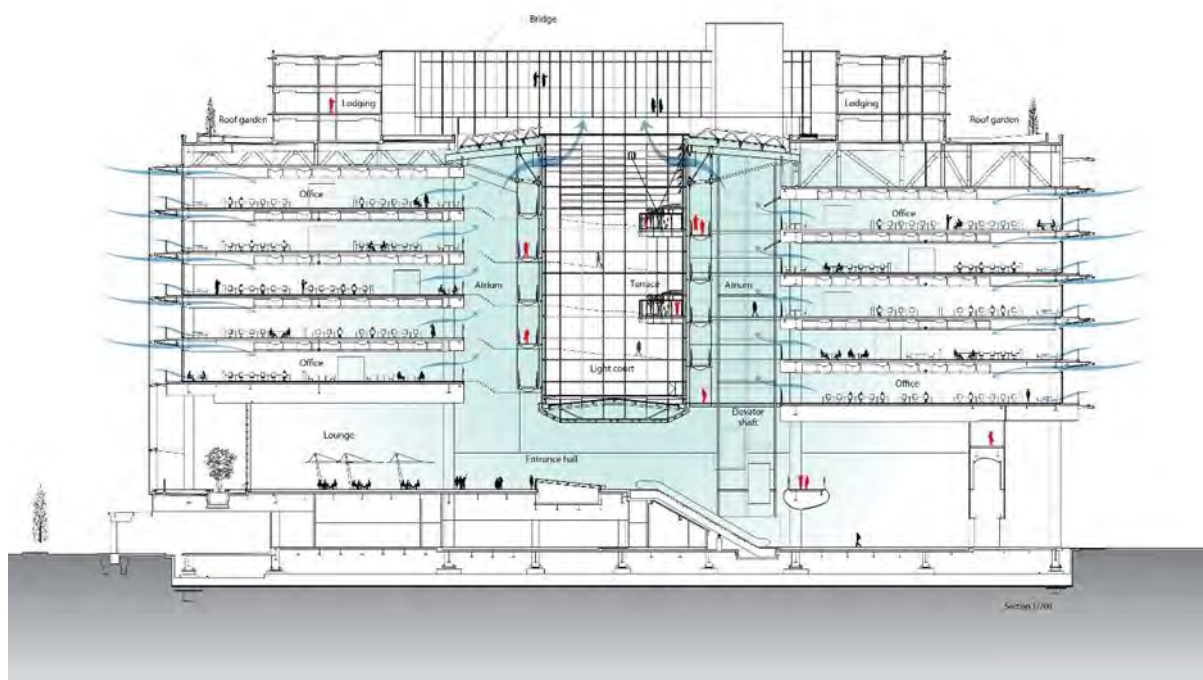 Bridge
Lodging
Lodging
Roof garden
Roof garden
Office
Office
Atrium
Terrace
Atrium
Office
Light court
Office
Elevator
shaft
Lounge
Entrance hall
Section 1/700